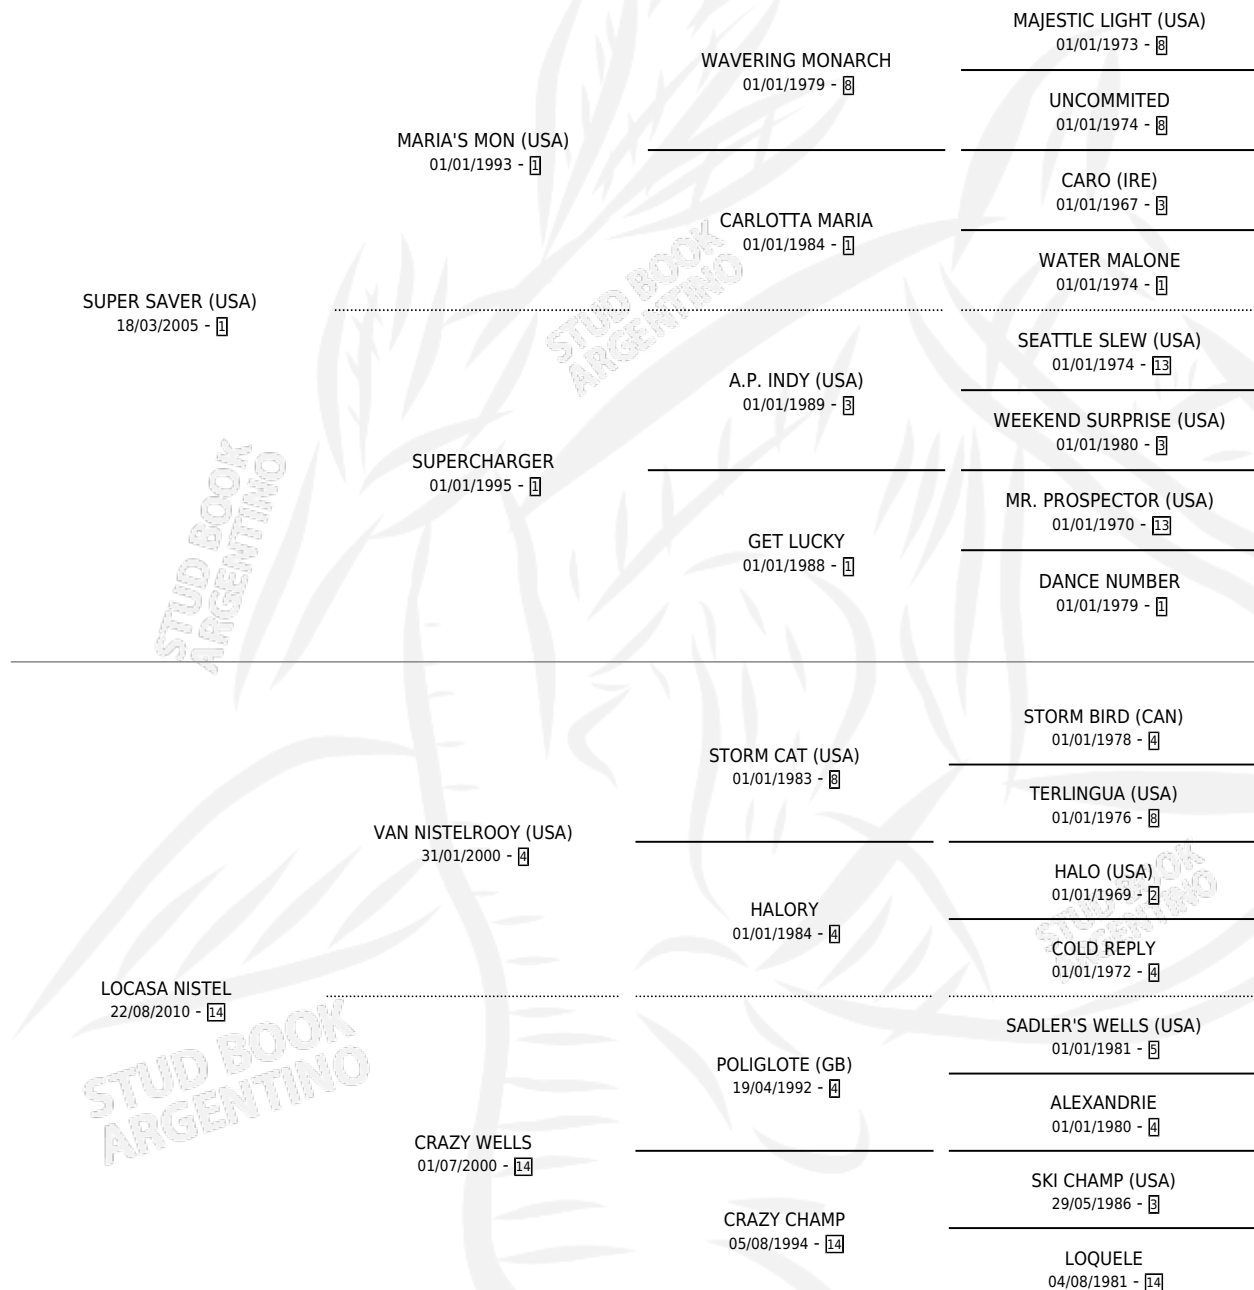 MAJESTIC LIGHT (USA)
01/01/1973 - 8
WAVERING MONARCH
01/01/1979 - 8
UNCOMMITED
01/01/1974 - 8
MARIA'S MON (USA)
01/01/1993 - 1
CARO (IRE)
01/01/1967 - 3
CARLOTTA MARIA
01/01/1984 - 1
WATER MALONE
01/01/1974 - 1
SUPER SAVER (USA)
18/03/2005 - 1
SEATTLE SLEW (USA)
01/01/1974 - 13
A.P. INDY (USA)
01/01/1989 - 3
WEEKEND SURPRISE (USA)
01/01/1980 - 3
SUPERCHARGER
01/01/1995 - 1
MR. PROSPECTOR (USA)
01/01/1970 - 13
GET LUCKY
01/01/1988 - 1
DANCE NUMBER
01/01/1979 - 1
STORM BIRD (CAN)
01/01/1978 - 4
STORM CAT (USA)
01/01/1983 - 8
TERLINGUA (USA)
01/01/1976 - 8
VAN NISTELROOY (USA)
31/01/2000 - 4
HALO (USA)
01/01/1969 - 2
HALORY
01/01/1984 - 4
COLD REPLY
01/01/1972 - 4
LOCASA NISTEL
22/08/2010 - 14
SADLER'S WELLS (USA)
01/01/1981 - 5
POLIGLOTE (GB)
19/04/1992 - 4
ALEXANDRIE
01/01/1980 - 4
CRAZY WELLS
01/07/2000 - 14
SKI CHAMP (USA)
29/05/1986 - 3
CRAZY CHAMP
05/08/1994 - 14
LOQUELE
04/08/1981 - 14
STUD BOOK
ARGENTINO
STUD BOOK
ARGENTINO
STUD BOOK
ARGENTINO
STUD BOOK
ARGENTINO